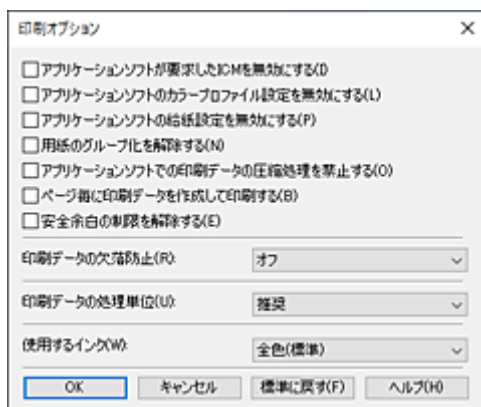 印刷オプション
アプリケーションソフトが要求したICMを無効にする(I)
アプリケーションソフトのカラープロファイル設定を無効にする(L)
アプリケーションソフトの給紙設定を無効にする(P)
用紙のグループ化を解除する(N)
アプリケーションソフトでの印刷データの圧縮処理を禁止する(O)
ページ毎に印刷データを作成して印刷する(B)
安全余白の制限を解除する(E)
印刷データの欠落防止(R): オフ
印刷データの処理単位(U): 推奨
使用するインク(W): 全色(標準)
OK キャンセル 標準に戻す(F) ヘルプ(H)